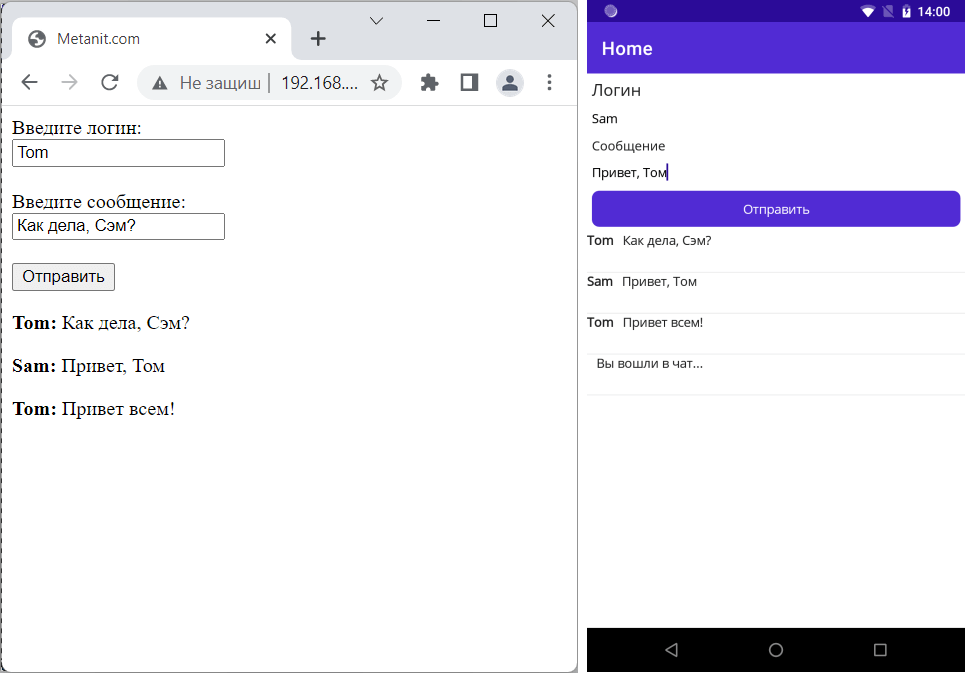 Metanit.com
Не защищ
192.168....
Введите логин:
Tom
Введите сообщение:
Как дела, Сэм?
Отправить
Tom: Как дела, Сэм?
Sam: Привет, Том
Tom: Привет всем!
14:00
Home
Логин
Sam
Сообщение
Привет, Том
Отправить
Tom Как дела, Сэм?
Sam Привет, Том
Tom Привет всем!
Вы вошли в чат...